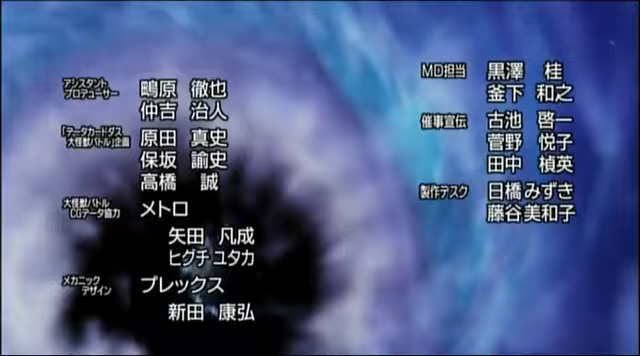 アシスタント
プロデューサー
鴫原 徹也
仲吉 治人
「データカードダス
大怪獣バトル」企画
原田 真史
保坂 諭史
高橋 誠
大怪獣バトル
CGデータ協力
メトロ
矢田 凡成
ヒグチ ユタカ
メカニック
デザイン
プレックス
新田 康弘
MD担当
黒澤 桂
釜下 和之
催事宣伝
古池 啓一
菅野 悦子
田中 槙英
製作デスク
日橋 みずき
藤谷 美和子